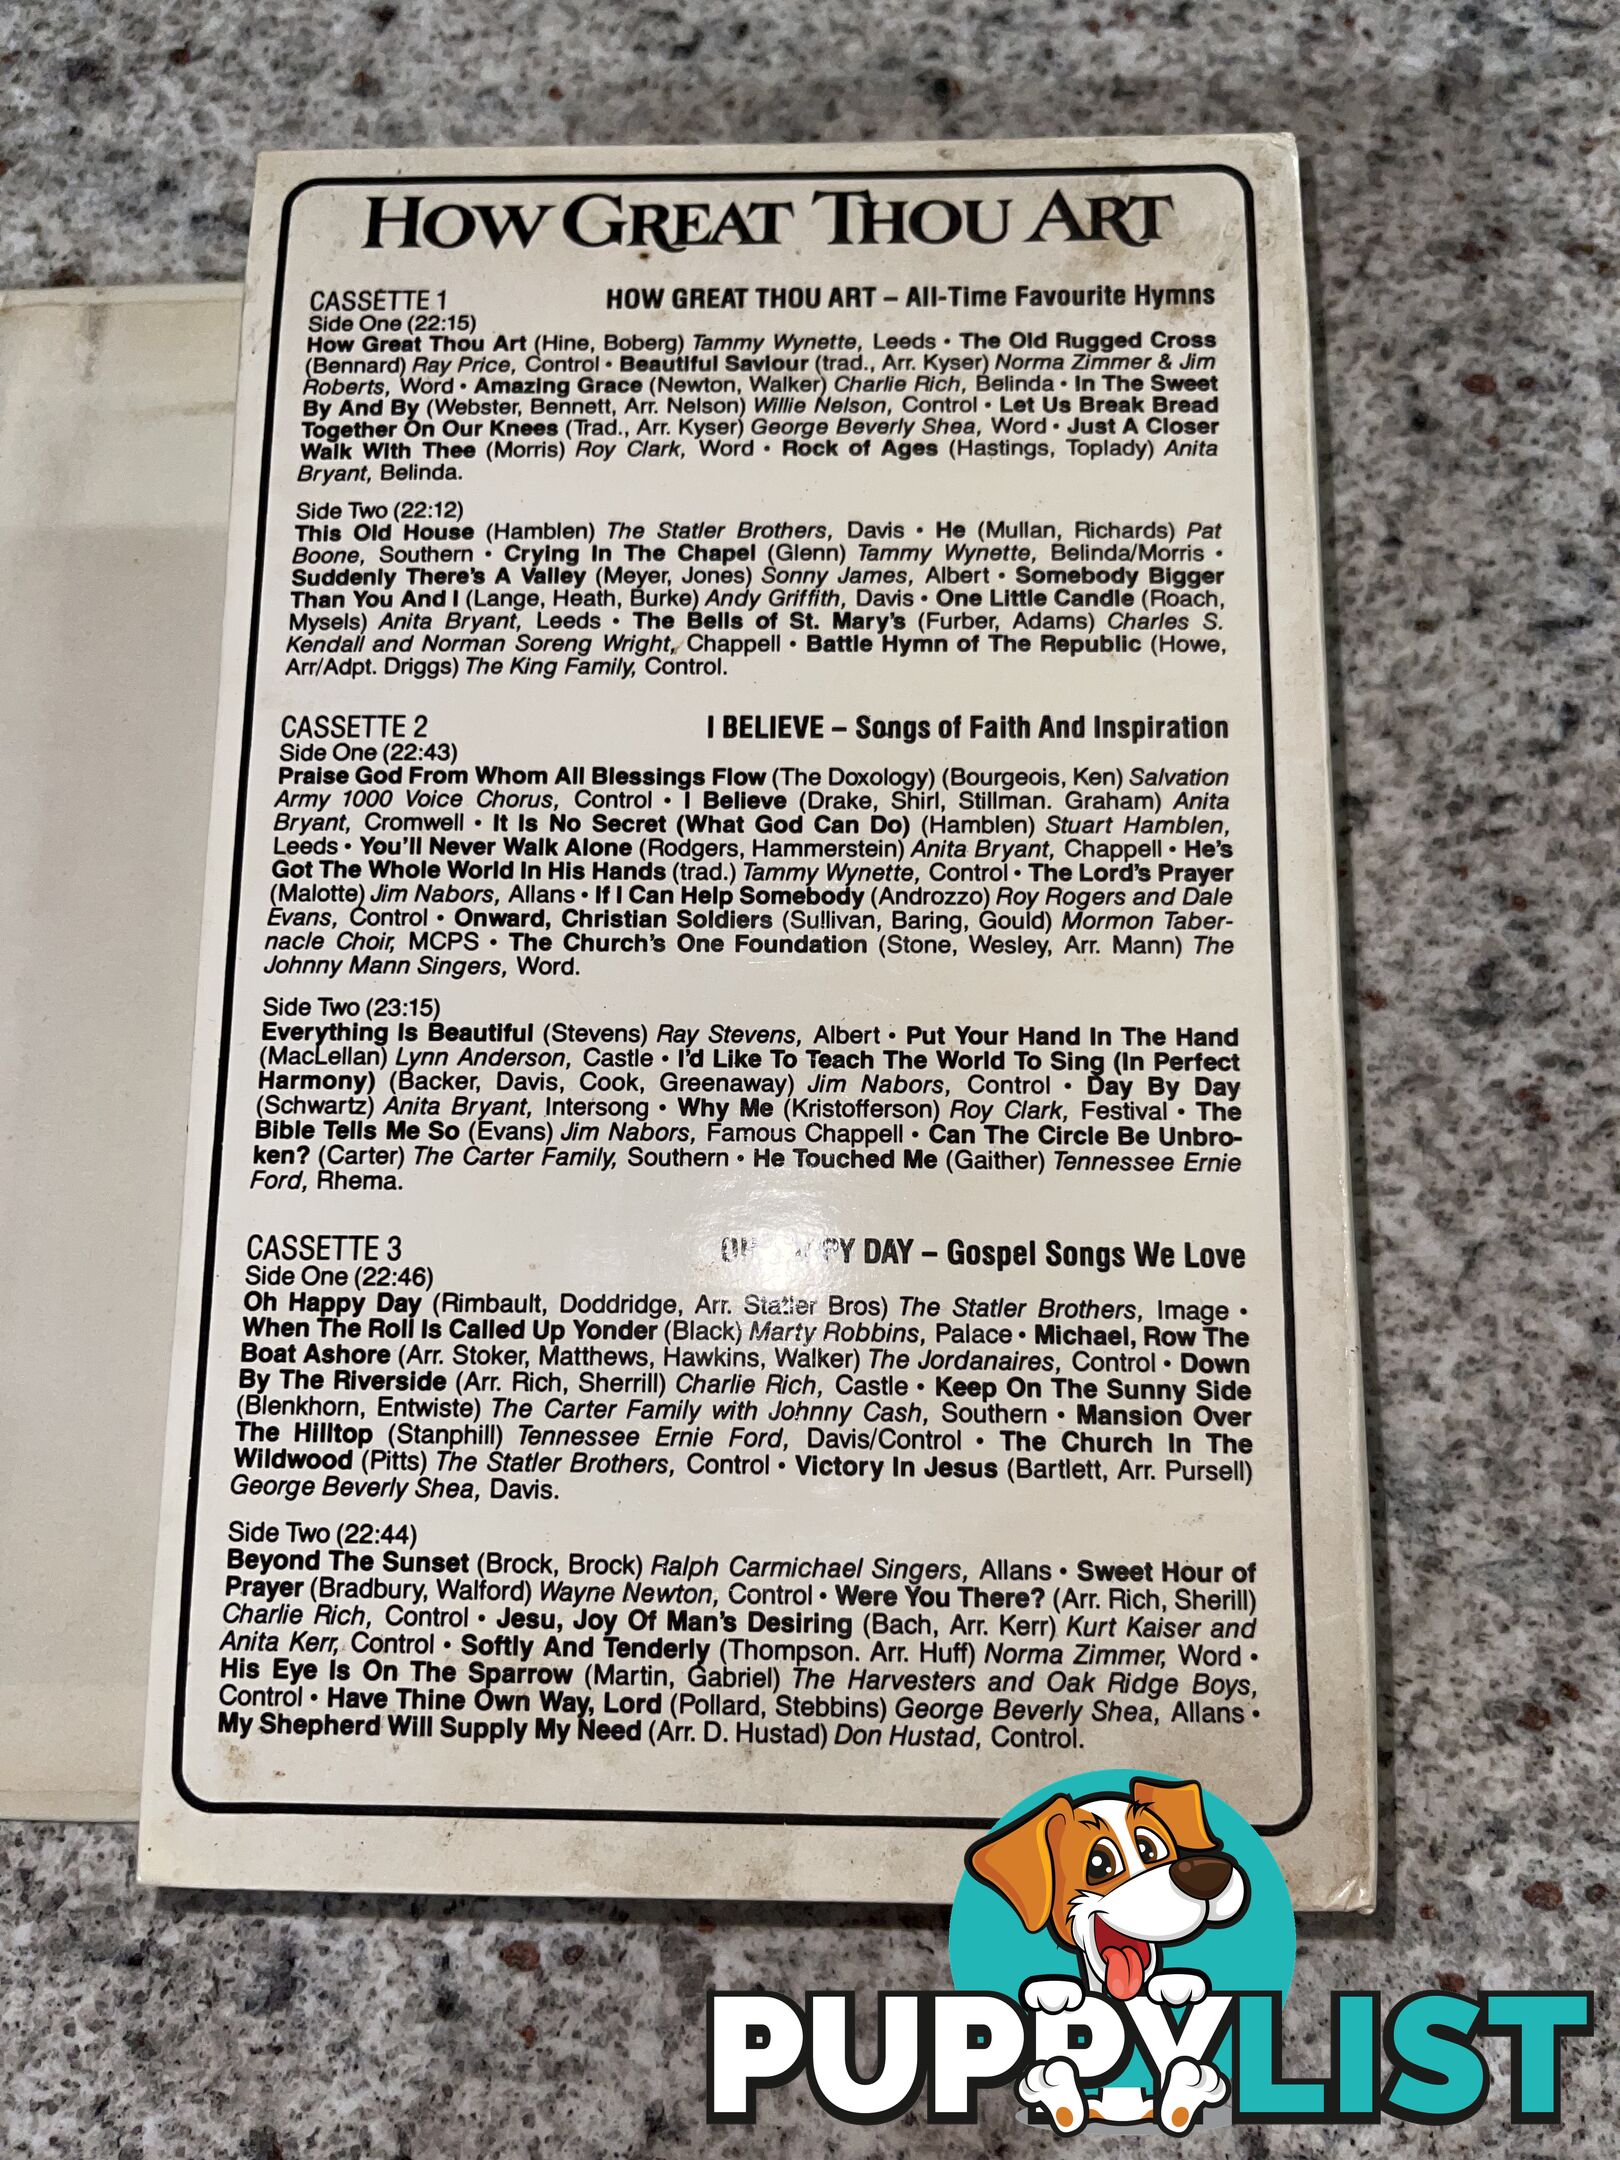 HOW GREAT THOU ART
CASSETTE 1 HOW GREAT THOU ART – All-Time Favourite Hymns
Side One (22:15)
How Great Thou Art (Hine, Boberg) Tammy Wynette, Leeds • The Old Rugged Cross
(Bennard) Ray Price, Control • Beautiful Saviour (trad., Arr. Kyser) Norma Zimmer & Jim
Roberts, Word • Amazing Grace (Newton, Walker) Charlie Rich, Belinda • In The Sweet
By And By (Webster, Bennett, Arr. Nelson) Willie Nelson, Control • Let Us Break Bread
Together On Our Knees (Trad., Arr. Kyser) George Beverly Shea, Word • Just A Closer
Walk With Thee (Morris) Roy Clark, Word • Rock of Ages (Hastings, Toplady) Anita
Bryant, Belinda.
Side Two (22:12)
This Old House (Hamblen) The Statler Brothers, Davis • He (Mullan, Richards) Pat
Boone, Southern • Crying In The Chapel (Glenn) Tammy Wynette, Belinda/Morris •
Suddenly There's A Valley (Meyer, Jones) Sonny James, Albert • Somebody Bigger
Than You And I (Lange, Heath, Burke) Andy Griffith, Davis • One Little Candle (Roach,
Mysels) Anita Bryant, Leeds • The Bells of St. Mary's (Furber, Adams) Charles S.
Kendall and Norman Soreng Wright, Chappell • Battle Hymn of The Republic (Howe,
Arr/Adpt. Driggs) The King Family, Control.
CASSETTE 2 I BELIEVE – Songs of Faith And Inspiration
Side One (22:43)
Praise God From Whom All Blessings Flow (The Doxology) (Bourgeois, Ken) Salvation
Army 1000 Voice Chorus, Control • I Believe (Drake, Shirl, Stillman. Graham) Anita
Bryant, Cromwell • It Is No Secret (What God Can Do) (Hamblen) Stuart Hamblen,
Leeds • You'll Never Walk Alone (Rodgers, Hammerstein) Anita Bryant, Chappell • He's
Got The Whole World In His Hands (trad.) Tammy Wynette, Control • The Lord's Prayer
(Malotte) Jim Nabors, Allans • If I Can Help Somebody (Androzzo) Roy Rogers and Dale
Evans, Control • Onward, Christian Soldiers (Sullivan, Baring, Gould) Mormon Taber-
nacle Choir, MCPS • The Church's One Foundation (Stone, Wesley, Arr. Mann) The
Johnny Mann Singers, Word.
Side Two (23:15)
Everything Is Beautiful (Stevens) Ray Stevens, Albert • Put Your Hand In The Hand
(MacLellan) Lynn Anderson, Castle • I'd Like To Teach The World To Sing (In Perfect
Harmony) (Backer, Davis, Cook, Greenaway) Jim Nabors, Control • Day By Day
(Schwartz) Anita Bryant, Intersong • Why Me (Kristofferson) Roy Clark, Festival • The
Bible Tells Me So (Evans) Jim Nabors, Famous Chappell • Can The Circle Be Unbro-
ken? (Carter) The Carter Family, Southern • He Touched Me (Gaither) Tennessee Ernie
Ford, Rhema.
CASSETTE 3 DAY – Gospel Songs We Love
Side One (22:46)
Oh Happy Day (Rimbault, Doddridge, Arr. Statler Bros) The Statler Brothers, Image •
When The Roll Is Called Up Yonder (Black) Marty Robbins, Palace • Michael, Row The
Boat Ashore (Arr. Stoker, Matthews, Hawkins, Walker) The Jordanaires, Control • Down
By The Riverside (Arr. Rich, Sherrill) Charlie Rich, Castle • Keep On The Sunny Side
(Blenkhorn, Entwiste) The Carter Family with Johnny Cash, Southern • Mansion Over
The Hilltop (Stanphill) Tennessee Ernie Ford, Davis/Control • The Church In The
Wildwood (Pitts) The Statler Brothers, Control • Victory In Jesus (Bartlett, Arr. Pursell)
George Beverly Shea, Davis.
Side Two (22:44)
Beyond The Sunset (Brock, Brock) Ralph Carmichael Singers, Allans • Sweet Hour of
Prayer (Bradbury, Walford) Wayne Newton, Control • Were You There? (Arr. Rich, Sherill)
Charlie Rich, Control • Jesu, Joy Of Man's Desiring (Bach, Arr. Kerr) Kurt Kaiser and
Anita Kerr, Control • Softly And Tenderly (Thompson. Arr. Huff) Norma Zimmer, Word •
His Eye Is On The Sparrow (Martin, Gabriel) The Harvesters and Oak Ridge Boys,
Control • Have Thine Own Way, Lord (Pollard, Stebbins) George Beverly Shea, Allans •
My Shepherd Will Supply My Need (Arr. D. Hustad) Don Hustad, Control.
PUPPYLIST